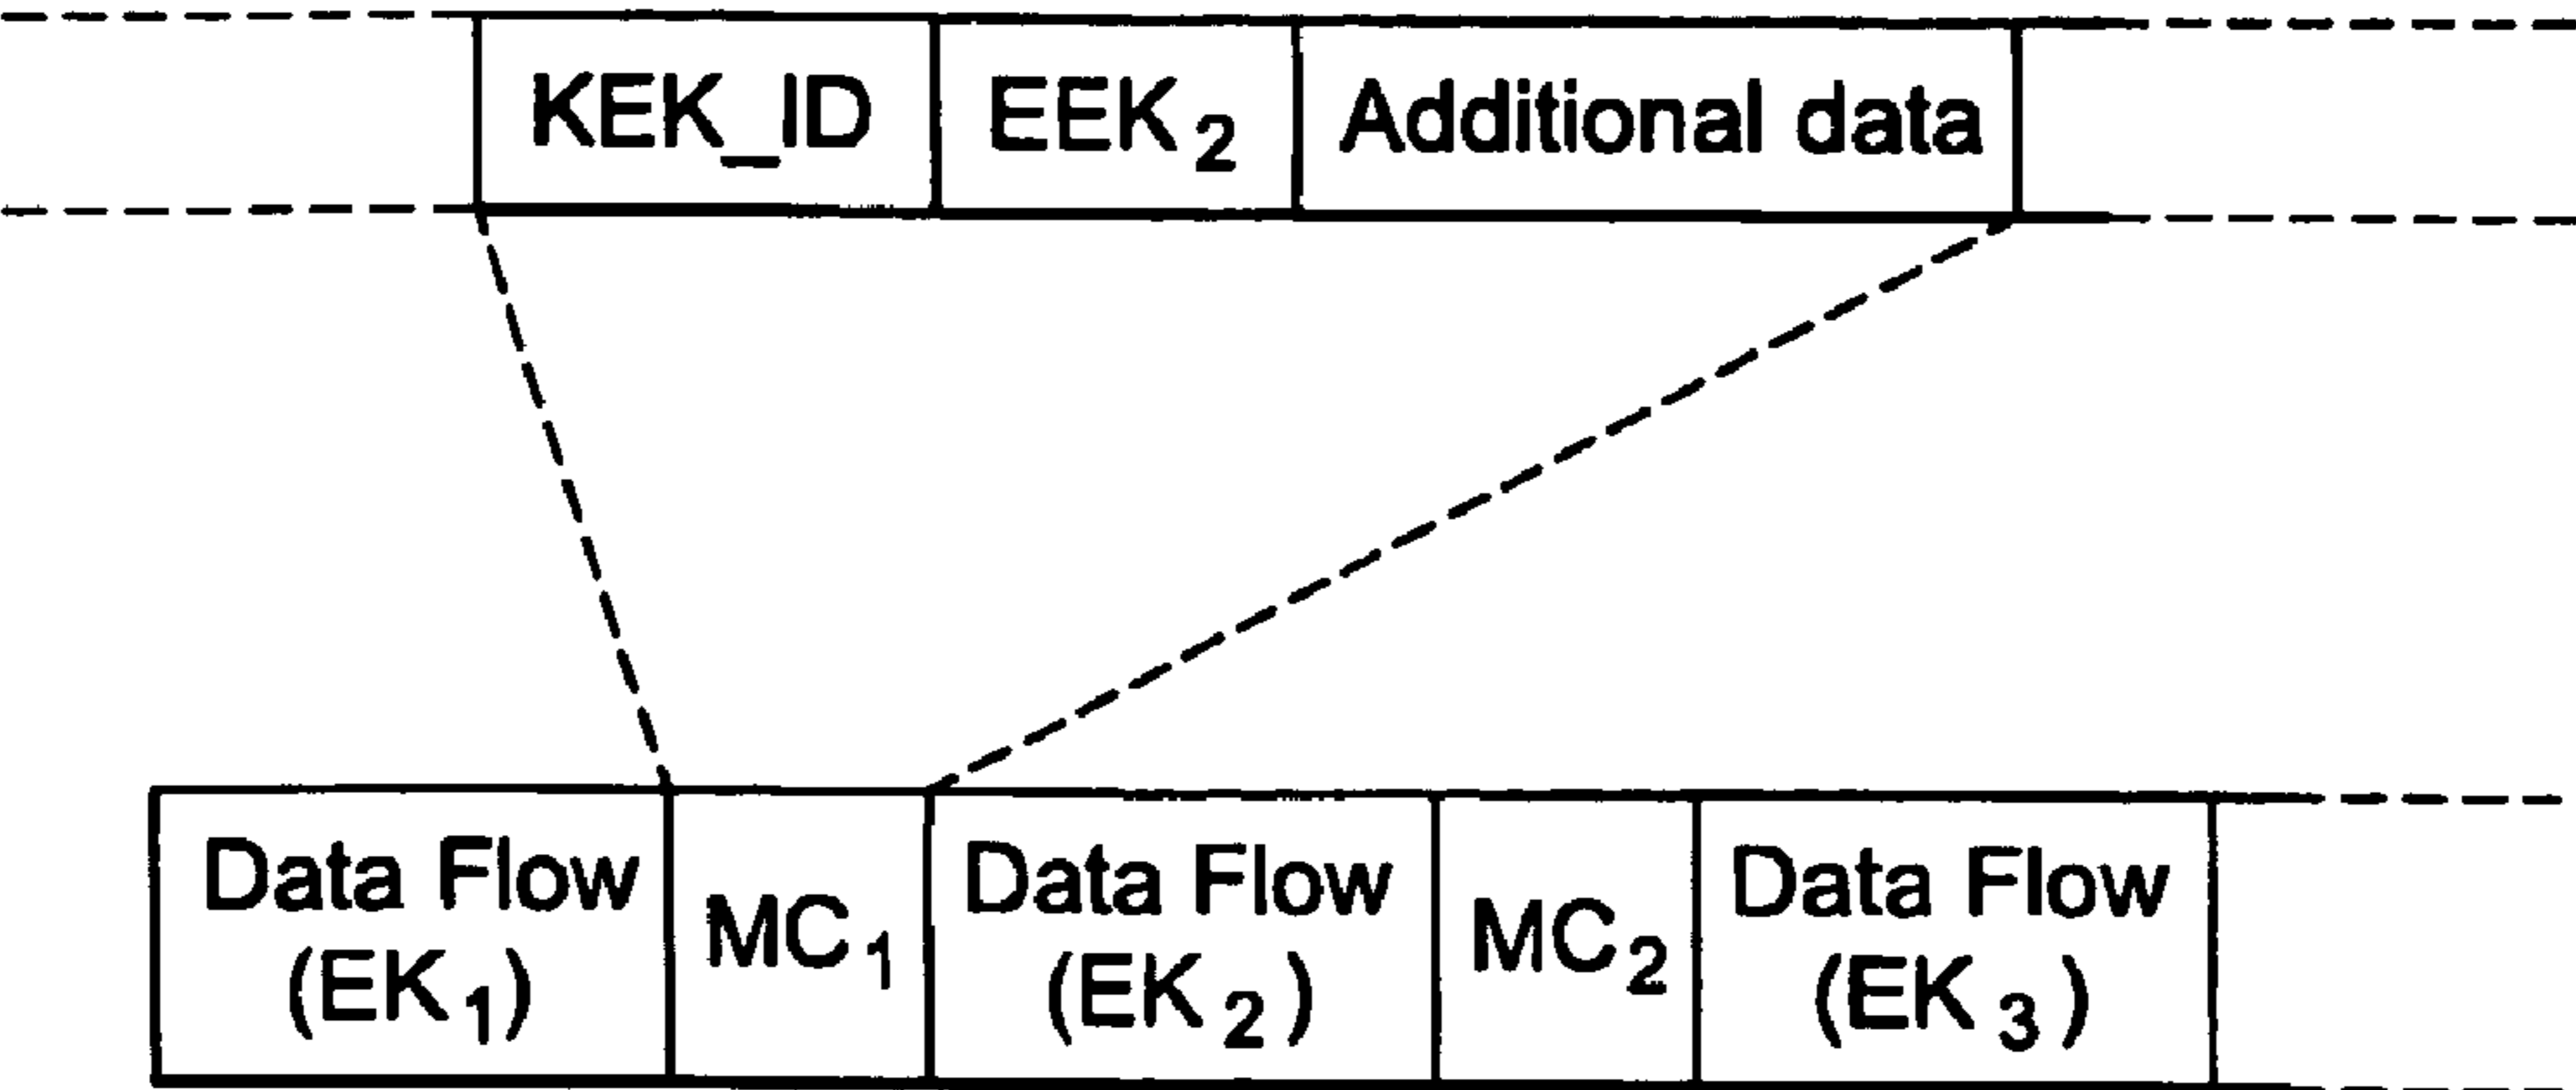 KEK_ID EEK₂ Additional data
Data Flow (EK₁) MC₁ Data Flow (EK₂) MC₂ Data Flow (EK₃)